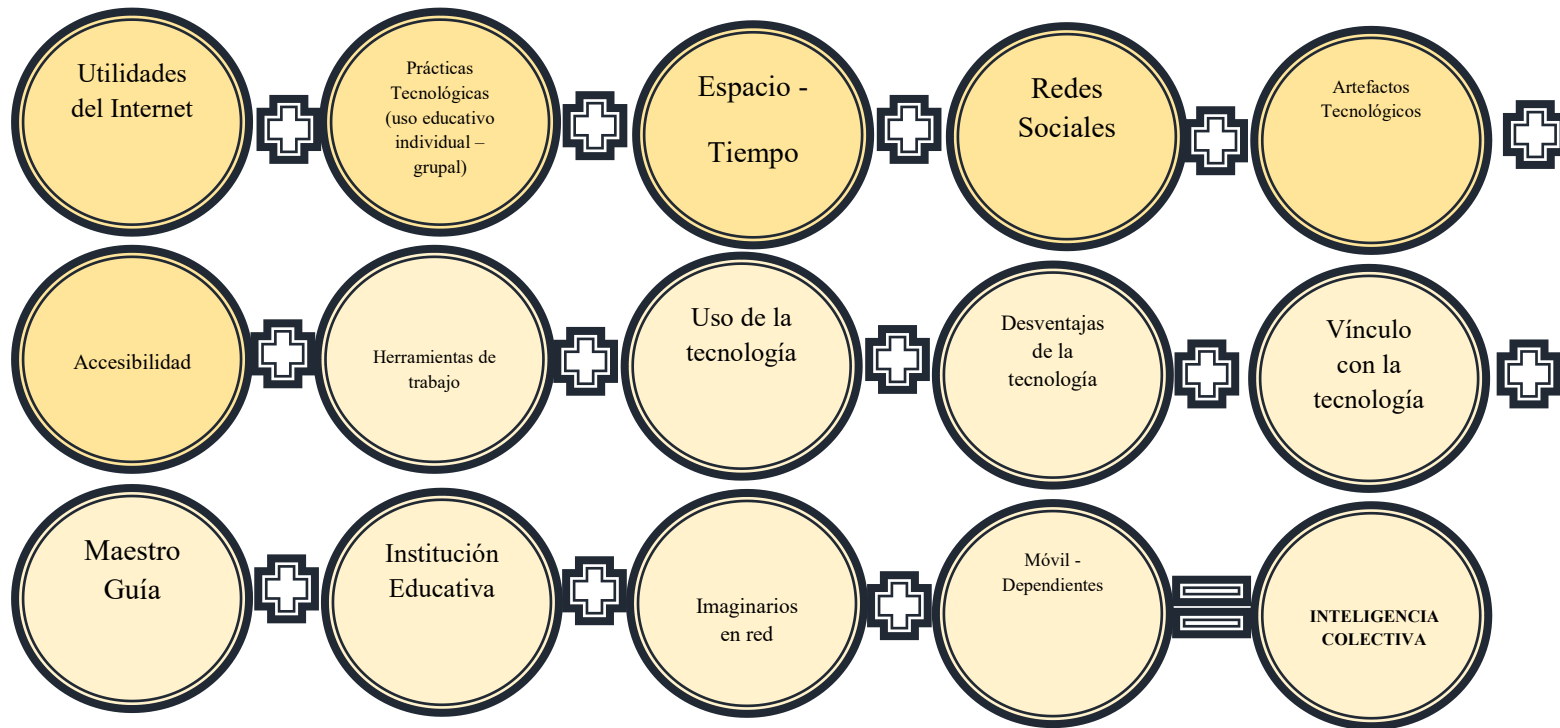 Utilidades
del Internet
Prácticas
Tecnológicas
(uso educativo
individual –
grupal)
Espacio -
Tiempo
Redes
Sociales
Artefactos
Tecnológicos
Accesibilidad
Herramientas de
trabajo
Uso de la
tecnología
Desventajas
de la
tecnología
Vínculo
con la
tecnología
Maestro
Guía
Institución
Educativa
Imaginarios
en red
Móvil -
Dependientes
INTELIGENCIA
COLECTIVA